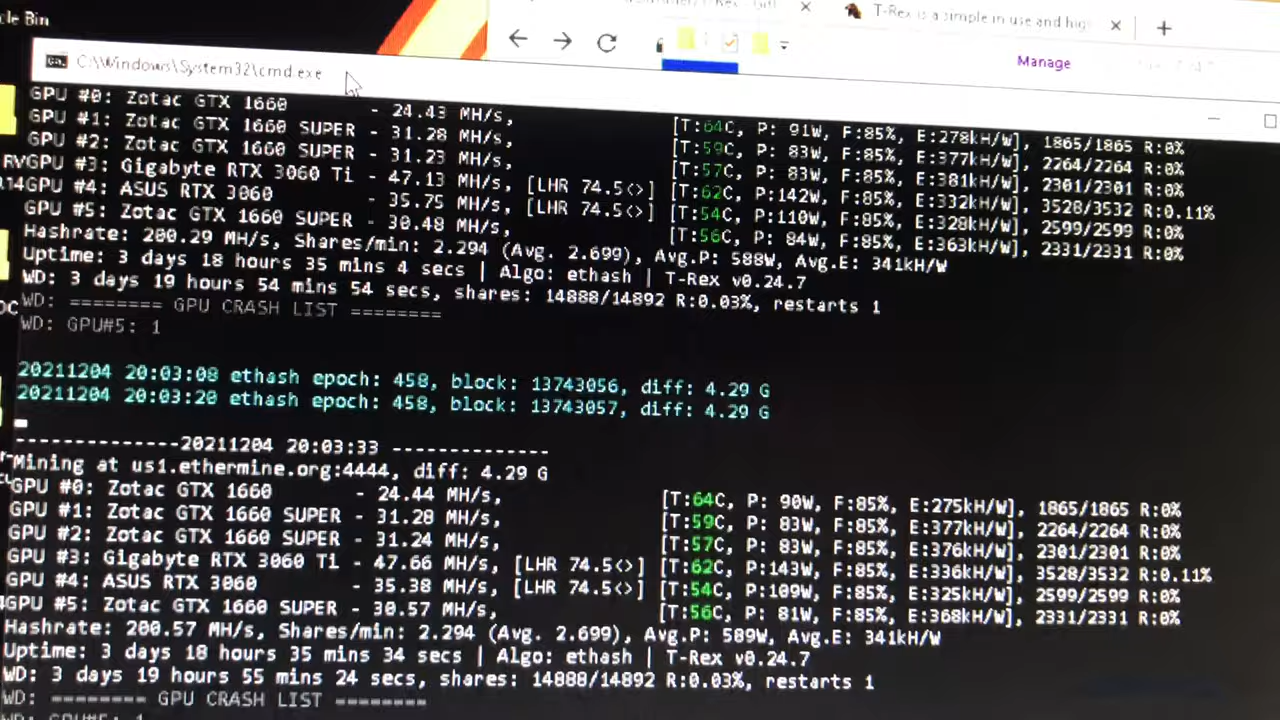 cle Bin
T-Rex is a simple in use and hig
C:\Windows\System32\cmd.exe
Manage
GPU #0: Zotac GTX 1660 - 24.43 MH/s, [T:64C, P: 91W, F:85%, E:278kH/W], 1865/1865 R:0%
GPU #1: Zotac GTX 1660 SUPER - 31.28 MH/s, [T:59C, P: 83W, F:85%, E:377kH/W], 2264/2264 R:0%
GPU #2: Zotac GTX 1660 SUPER - 31.23 MH/s, [T:57C, P: 83W, F:85%, E:381kH/W], 2301/2301 R:0%
GPU #3: Gigabyte RTX 3060 Ti - 47.13 MH/s, [LHR 74.5<>] [T:62C, P:142W, F:85%, E:332kH/W], 3528/3532 R:0.11%
GPU #4: ASUS RTX 3060 - 35.75 MH/s, [LHR 74.5<>] [T:54C, P:110W, F:85%, E:328kH/W], 2599/2599 R:0%
GPU #5: Zotac GTX 1660 SUPER - 30.48 MH/s, [T:56C, P: 84W, F:85%, E:363kH/W], 2331/2331 R:0%
Hashrate: 200.29 MH/s, Shares/min: 2.294 (Avg. 2.699), Avg.P: 588W, Avg.E: 341kH/W
Uptime: 3 days 18 hours 35 mins 4 secs | Algo: ethash | T-Rex v0.24.7
WD: 3 days 19 hours 54 mins 54 secs, shares: 14888/14892 R:0.03%, restarts 1
WD: ======== GPU CRASH LIST ========
WD: GPU#5: 1
20211204 20:03:08 ethash epoch: 458, block: 13743056, diff: 4.29 G
20211204 20:03:20 ethash epoch: 458, block: 13743057, diff: 4.29 G
--------------20211204 20:03:33 --------------
Mining at us1.ethermine.org:4444, diff: 4.29 G
GPU #0: Zotac GTX 1660 - 24.44 MH/s, [T:64C, P: 90W, F:85%, E:275kH/W], 1865/1865 R:0%
GPU #1: Zotac GTX 1660 SUPER - 31.28 MH/s, [T:59C, P: 83W, F:85%, E:377kH/W], 2264/2264 R:0%
GPU #2: Zotac GTX 1660 SUPER - 31.24 MH/s, [T:57C, P: 83W, F:85%, E:376kH/W], 2301/2301 R:0%
GPU #3: Gigabyte RTX 3060 Ti - 47.66 MH/s, [LHR 74.5<>] [T:62C, P:143W, F:85%, E:336kH/W], 3528/3532 R:0.11%
GPU #4: ASUS RTX 3060 - 35.38 MH/s, [LHR 74.5<>] [T:54C, P:109W, F:85%, E:325kH/W], 2599/2599 R:0%
GPU #5: Zotac GTX 1660 SUPER - 30.57 MH/s, [T:56C, P: 81W, F:85%, E:368kH/W], 2331/2331 R:0%
Hashrate: 200.57 MH/s, Shares/min: 2.294 (Avg. 2.699), Avg.P: 589W, Avg.E: 341kH/W
Uptime: 3 days 18 hours 35 mins 34 secs | Algo: ethash | T-Rex v0.24.7
WD: 3 days 19 hours 55 mins 24 secs, shares: 14888/14892 R:0.03%, restarts 1
WD: ======== GPU CRASH LIST ========
WD: GPU#5: 1